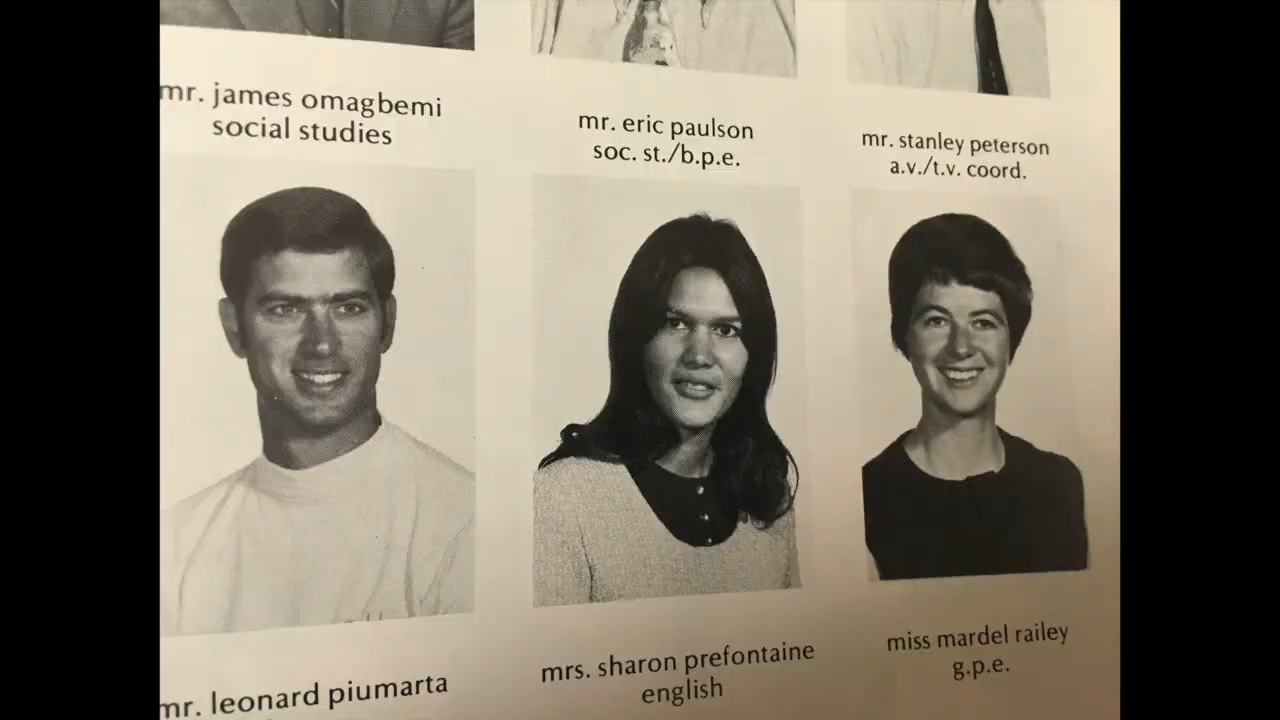 mr. james omagbemi
social studies
mr. eric paulson
soc. st./b.p.e.
mr. stanley peterson
a.v./t.v. coord.
mr. leonard piumarta
mrs. sharon prefontaine
english
miss mardel railey
g.p.e.